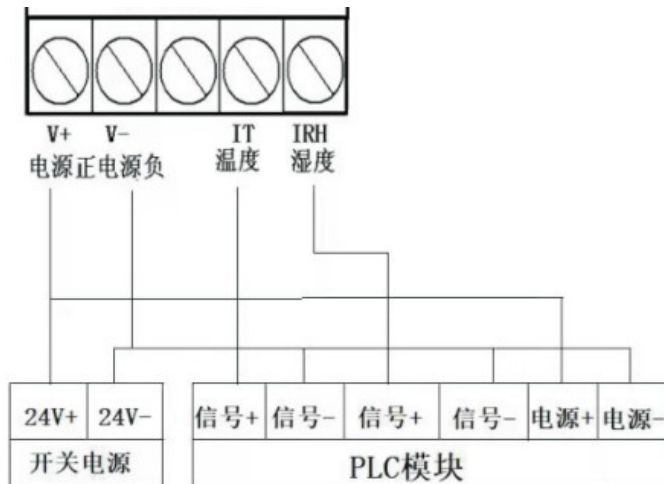 V+ V- IT IRH
电源正 电源负 温度 湿度
24V+ 24V- 信号+ 信号- 信号+ 信号- 电源+ 电源-
开关电源 PLC模块